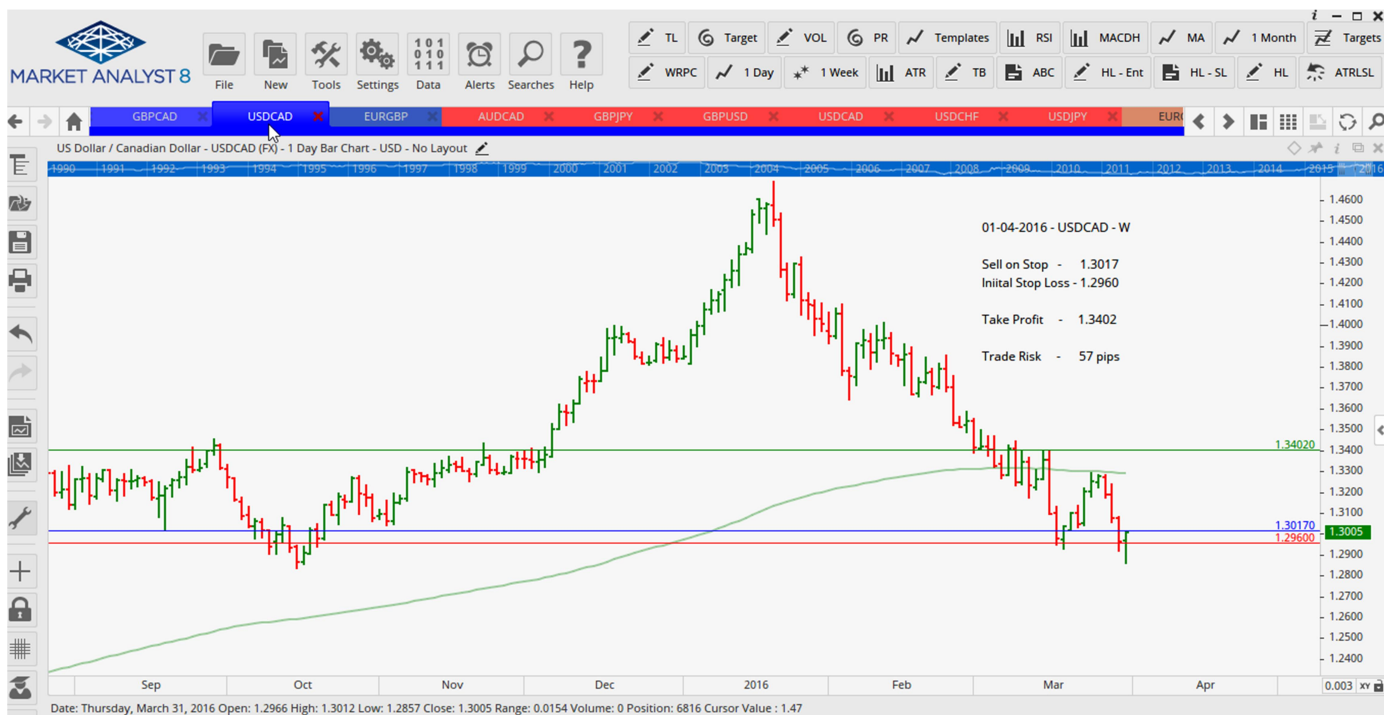 i
MARKET ANALYST 8
File New Tools Settings Data Alerts Searches Help
101
010
111
TL Target VOL PR Templates RSI MACDH MA 1 Month Targets
WRPC 1 Day 1 Week ATR TB ABC HL - Ent HL - SL HL ATRLSL
GBPCAD USDCAD EURGBP AUDCAD GBPJPY GBPUSD USDCAD USDCHF USDJPY EUR
US Dollar / Canadian Dollar - USDCAD (FX) - 1 Day Bar Chart - USD - No Layout
1990 1991 1992 1993 1994 1995 1996 1997 1998 1999 2000 2001 2002 2003 2004 2005 2006 2007 2008 2009 2010 2011 2012 2013 2014 2015 2016
01-04-2016 - USDCAD - W
Sell on Stop - 1.3017
Iniital Stop Loss - 1.2960
Take Profit - 1.3402
Trade Risk - 57 pips
1.4600
1.4500
1.4400
1.4300
1.4200
1.4100
1.4000
1.3900
1.3800
1.3700
1.3600
1.3500
1.34020
1.3400
1.3300
1.3200
1.3100
1.30170
1.3005
1.29600
1.2900
1.2800
1.2700
1.2600
1.2500
1.2400
Sep Oct Nov Dec 2016 Feb Mar Apr 0.003 XY
Date: Thursday, March 31, 2016 Open: 1.2966 High: 1.3012 Low: 1.2857 Close: 1.3005 Range: 0.0154 Volume: 0 Position: 6816 Cursor Value : 1.47